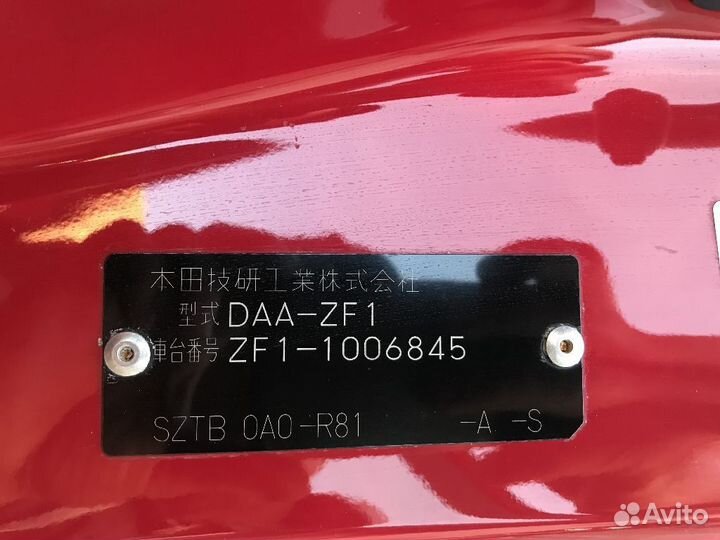 本田技研工業株式会社
型式 DAA-ZF1
車台番号 ZF1-1006845
SZTB 0A0-R81 -A -S
Avito